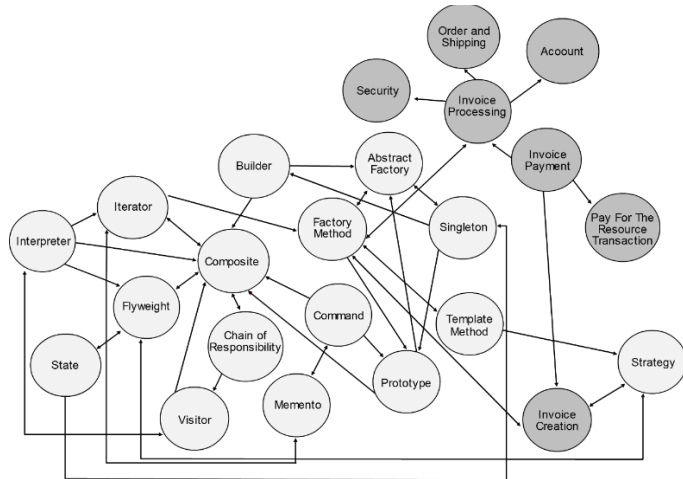 Order and
Shipping
Acoount
Security
Invoice
Processing
Builder
Abstract
Factory
Invoice
Payment
Iterator
Interpreter
Factory
Method
Singleton
Pay For The
Resource
Transaction
Composite
Flyweight
Command
Template
Method
Chain of
Responsibility
State
Strategy
Prototype
Visitor
Memento
Invoice
Creation